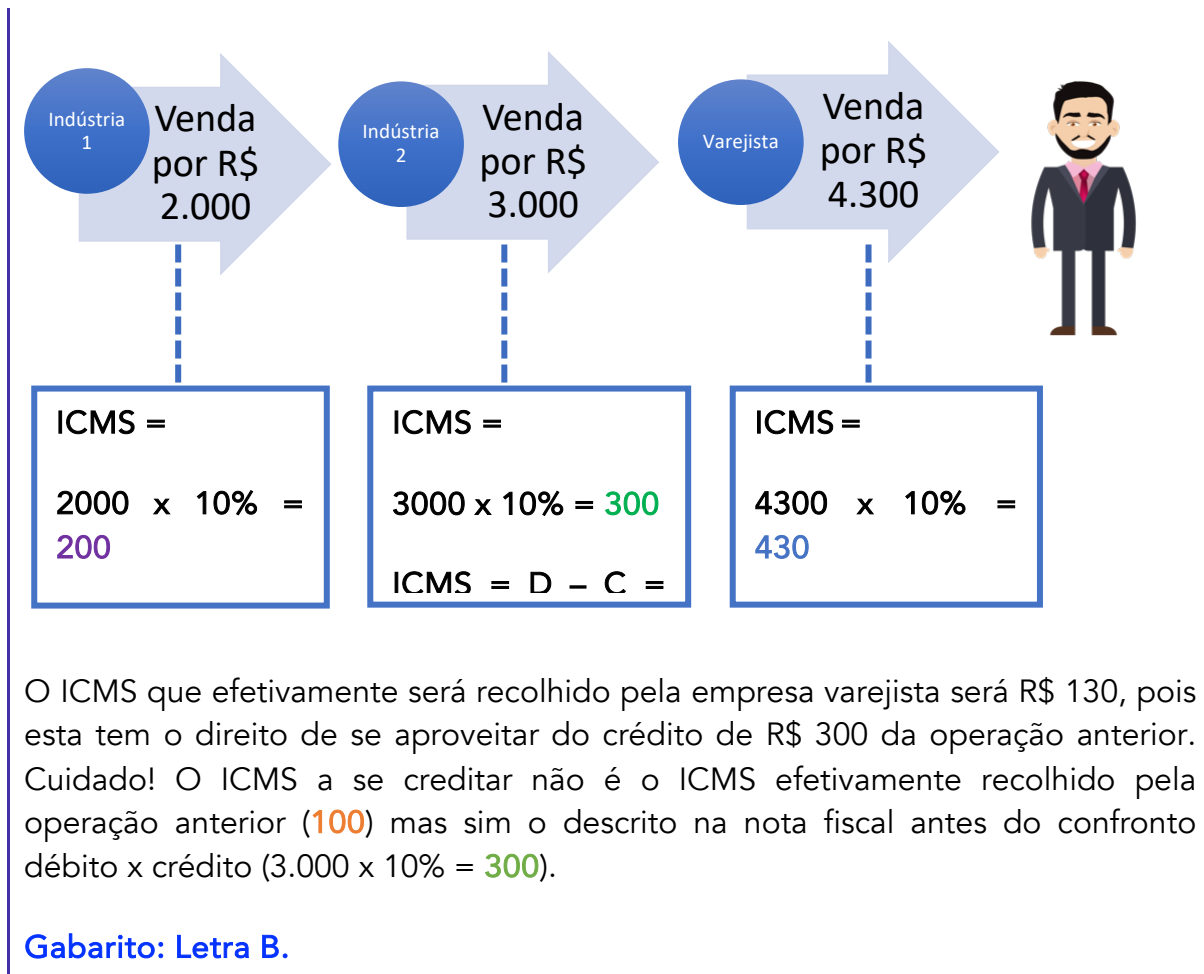 Indústria
1
Venda
por R$
2.000
Indústria
2
Venda
por R$
3.000
Varejista
Venda
por R$
4.300
ICMS =
2000 x 10% =
200
ICMS =
3000 x 10% = 300
ICMS = D – C =
ICMS =
4300 x 10% =
430
O ICMS que efetivamente será recolhido pela empresa varejista será R$ 130, pois
esta tem o direito de se aproveitar do crédito de R$ 300 da operação anterior.
Cuidado! O ICMS a se creditar não é o ICMS efetivamente recolhido pela
operação anterior (100) mas sim o descrito na nota fiscal antes do confronto
débito x crédito (3.000 x 10% = 300).
Gabarito: Letra B.